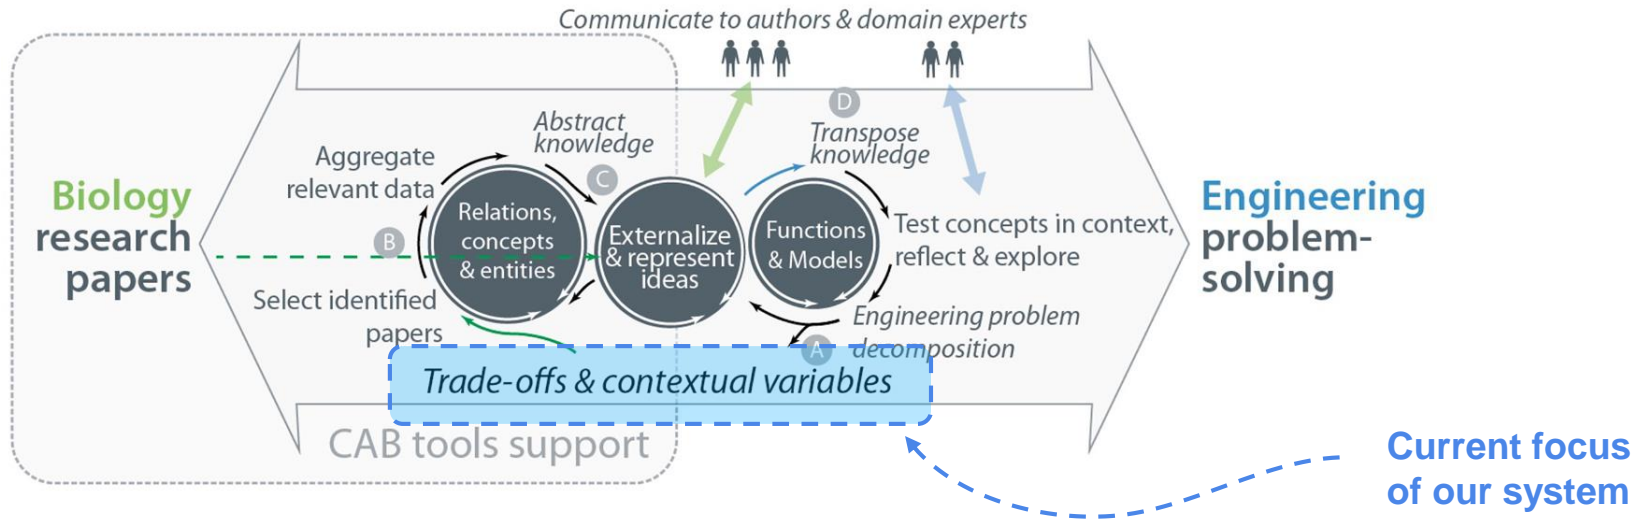 Communicate to authors & domain experts
D
Abstract
knowledge
Transpose
knowledge
Aggregate
relevant data
C
Biology
research
papers
B
Relations,
concepts
& entities
Externalize
& represent
ideas
Functions
& Models
Test concepts in context,
reflect & explore
Engineering
problem-
solving
Select identified
papers
Engineering problem
decomposition
A
Trade-offs & contextual variables
CAB tools support
Current focus
of our system